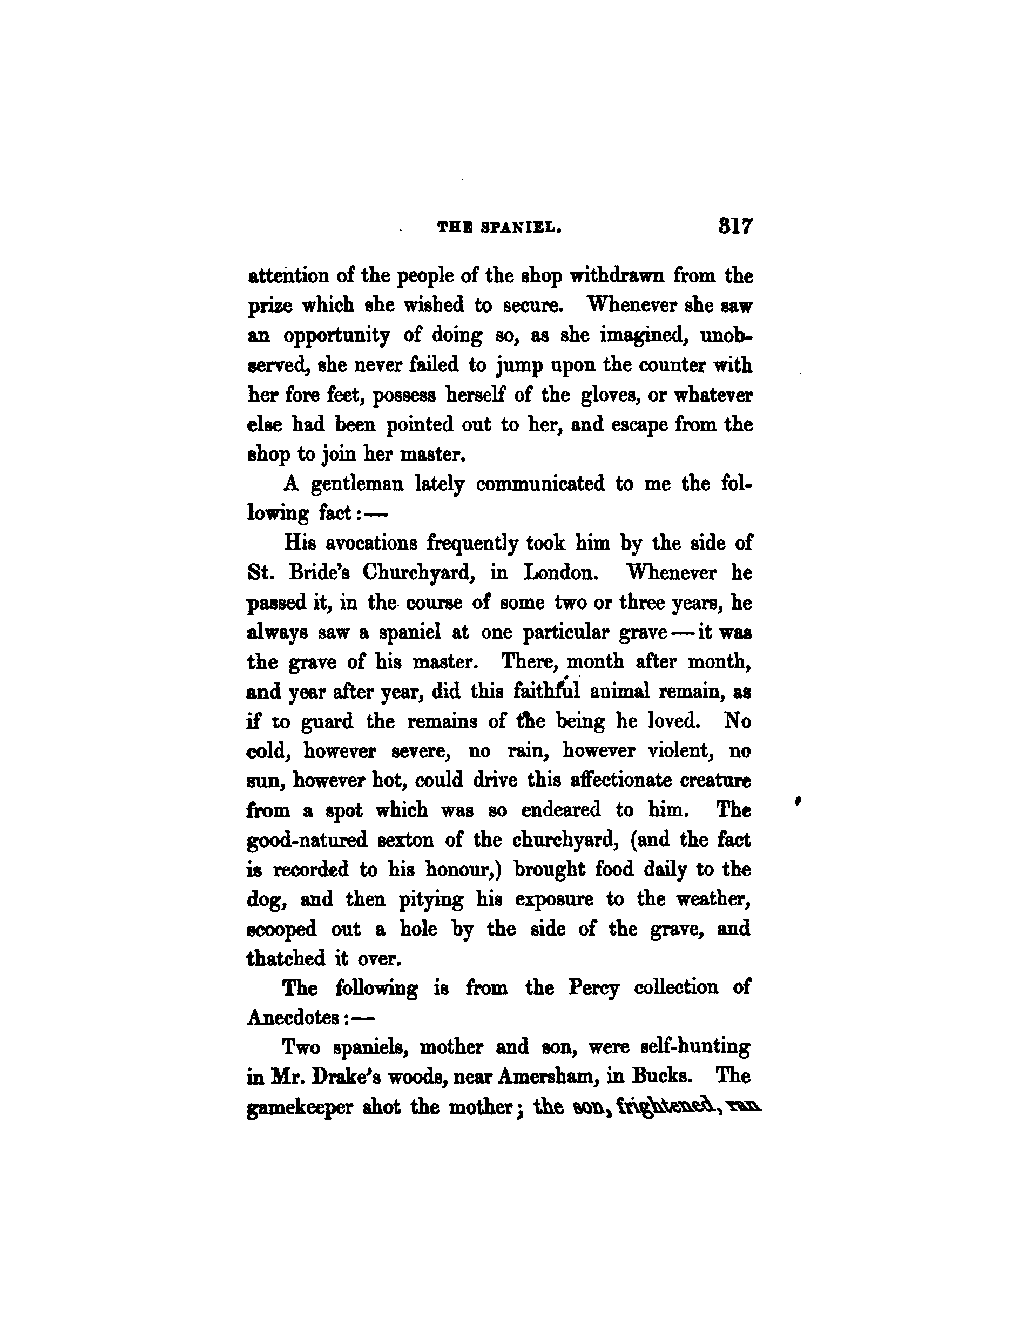 THE SPANIEL. 317
attention of the people of the shop withdrawn from the
prize which she wished to secure. Whenever she saw
an opportunity of doing so, as she imagined, unob-
served, she never failed to jump upon the counter with
her fore feet, possess herself of the gloves, or whatever
else had been pointed out to her, and escape from the
shop to join her master.
A gentleman lately communicated to me the fol-
lowing fact:—
His avocations frequently took him by the side of
St. Bride's Churchyard, in London. Whenever he
passed it, in the course of some two or three years, he
always saw a spaniel at one particular grave—it was
the grave of his master. There, month after month,
and year after year, did this faithful animal remain, as
if to guard the remains of the being he loved. No
cold, however severe, no rain, however violent, no
sun, however hot, could drive this affectionate creature
from a spot which was so endeared to him. The
good-natured sexton of the churchyard, (and the fact
is recorded to his honour,) brought food daily to the
dog, and then pitying his exposure to the weather,
scooped out a hole by the side of the grave, and
thatched it over.
The following is from the Percy collection of
Anecdotes:—
Two spaniels, mother and son, were self-hunting
in Mr. Drake's woods, near Amersham, in Bucks. The
gamekeeper shot the mother; the son, frightened, ran